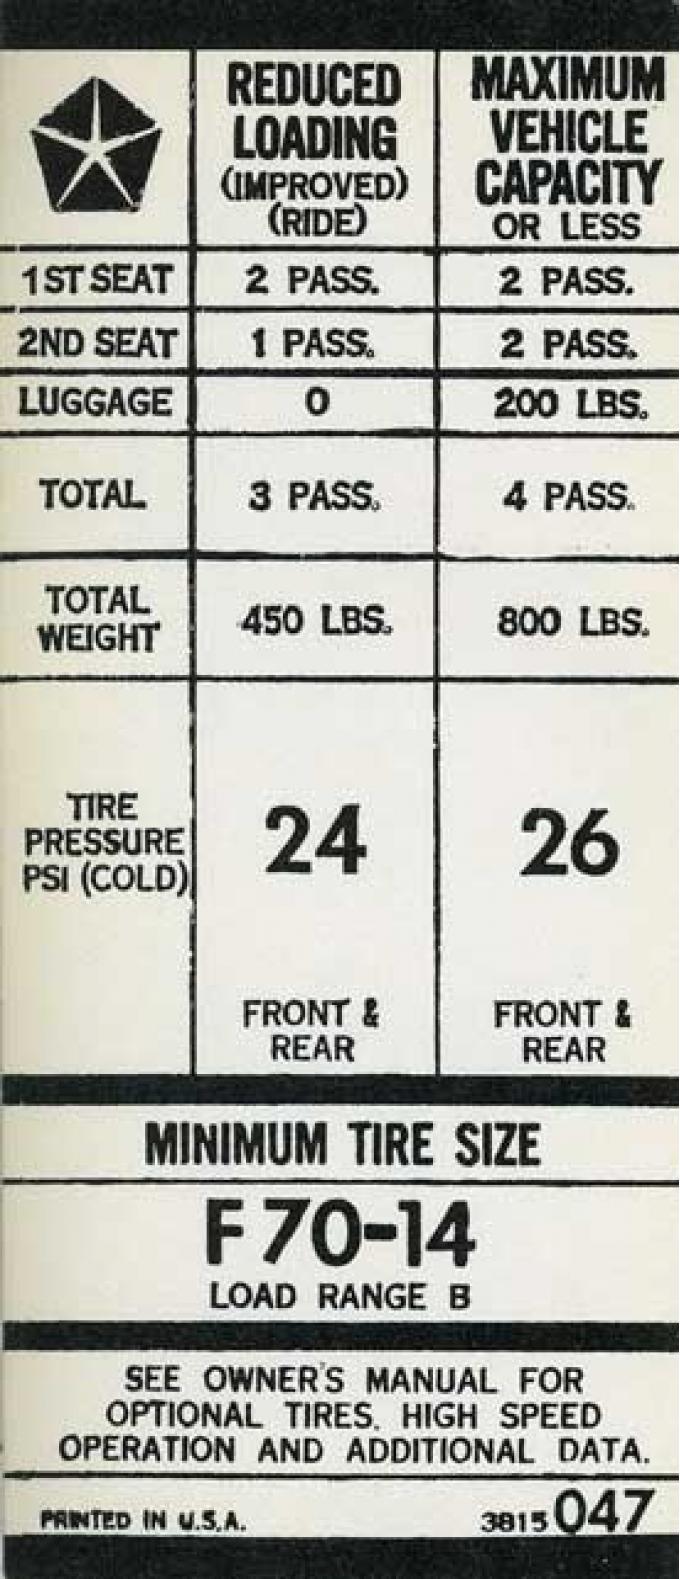 REDUCED LOADING (IMPROVED) (RIDE) MAXIMUM VEHICLE CAPACITY OR LESS
1ST SEAT 2 PASS. 2 PASS.
2ND SEAT 1 PASS. 2 PASS.
LUGGAGE 0 200 LBS.
TOTAL 3 PASS. 4 PASS.
TOTAL WEIGHT 450 LBS. 800 LBS.
TIRE PRESSURE PSI (COLD) 24 26
FRONT & REAR FRONT & REAR
MINIMUM TIRE SIZE
F70-14
LOAD RANGE B
SEE OWNER'S MANUAL FOR
OPTIONAL TIRES. HIGH SPEED
OPERATION AND ADDITIONAL DATA.
PRINTED IN U.S.A. 3815047